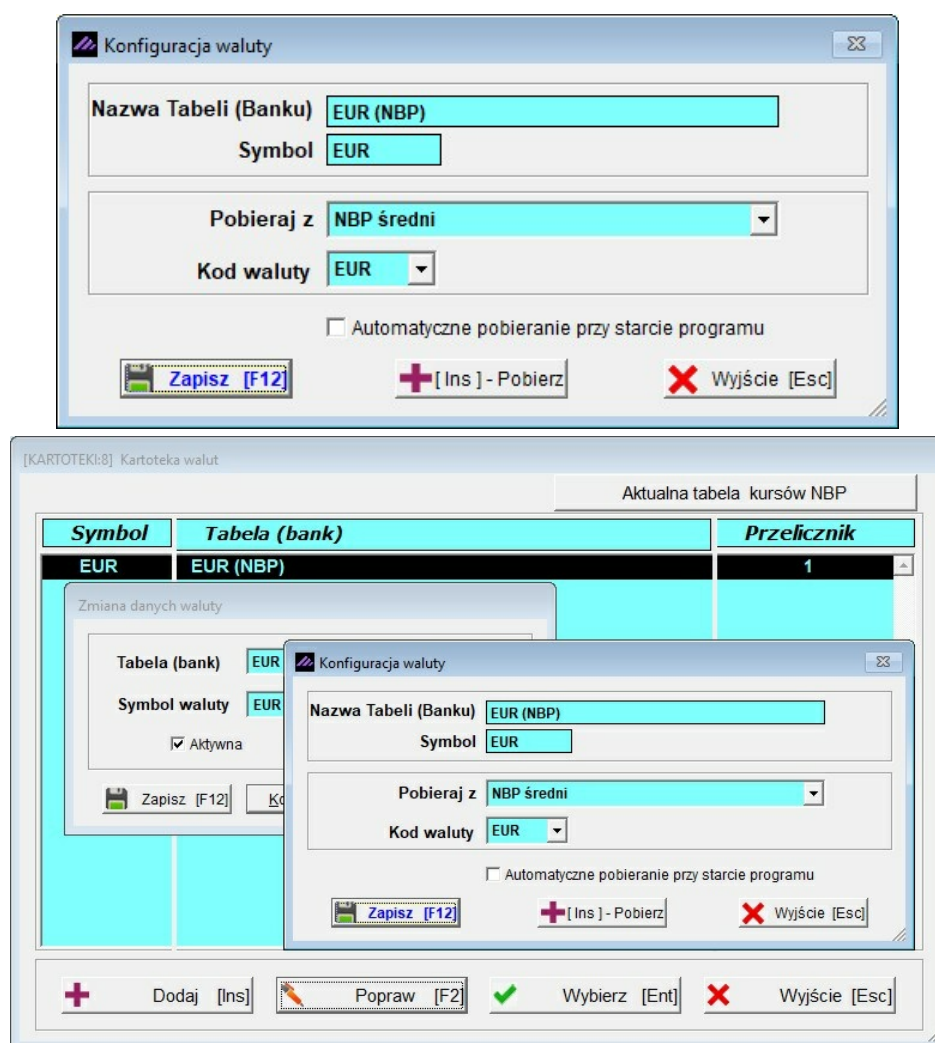 Konfiguracja waluty
Nazwa Tabeli (Banku) EUR (NBP)
Symbol EUR
Pobieraj z NBP średni
Kod waluty EUR
Automatyczne pobieranie przy starcie programu
Zapisz [F12] [ Ins ] - Pobierz Wyjście [Esc]
[KARTOTEKI:8] Kartoteka walut
Aktualna tabela kursów NBP
Symbol Tabela (bank) Przelicznik
EUR EUR (NBP) 1
Zmiana danych waluty
Tabela (bank) EUR
Symbol waluty EUR
Aktywna
Zapisz [F12]
Konfiguracja waluty
Nazwa Tabeli (Banku) EUR (NBP)
Symbol EUR
Pobieraj z NBP średni
Kod waluty EUR
Automatyczne pobieranie przy starcie programu
Zapisz [F12] [ Ins ] - Pobierz Wyjście [Esc]
Dodaj [Ins] Popraw [F2] Wybierz [Ent] Wyjście [Esc]